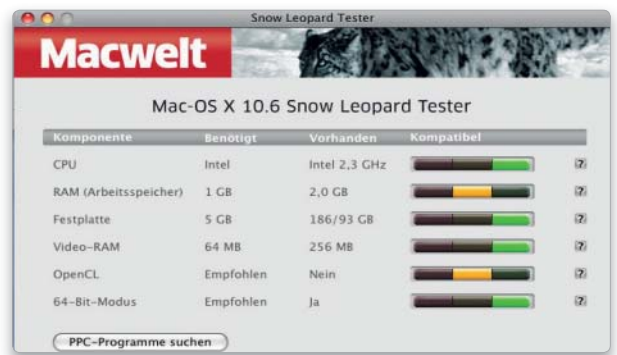 Snow Leopard Tester
Macwelt
Mac-OS X 10.6 Snow Leopard Tester
Komponente Benötigt Vorhanden Kompatibel
CPU Intel Intel 2,3 GHz ?
RAM (Arbeitsspeicher) 1 GB 2,0 GB ?
Festplatte 5 GB 186/93 GB ?
Video-RAM 64 MB 256 MB ?
OpenCL Empfohlen Nein ?
64-Bit-Modus Empfohlen Ja ?
PPC-Programme suchen